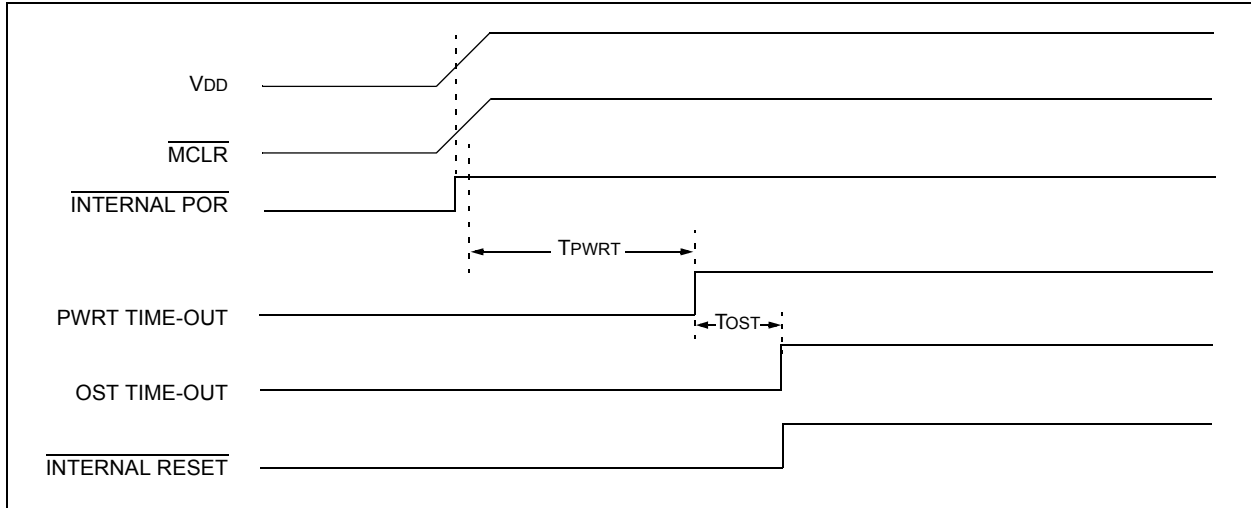 VDD
MCLR
INTERNAL POR
TPWRT
PWRT TIME-OUT
TOST
OST TIME-OUT
INTERNAL RESET